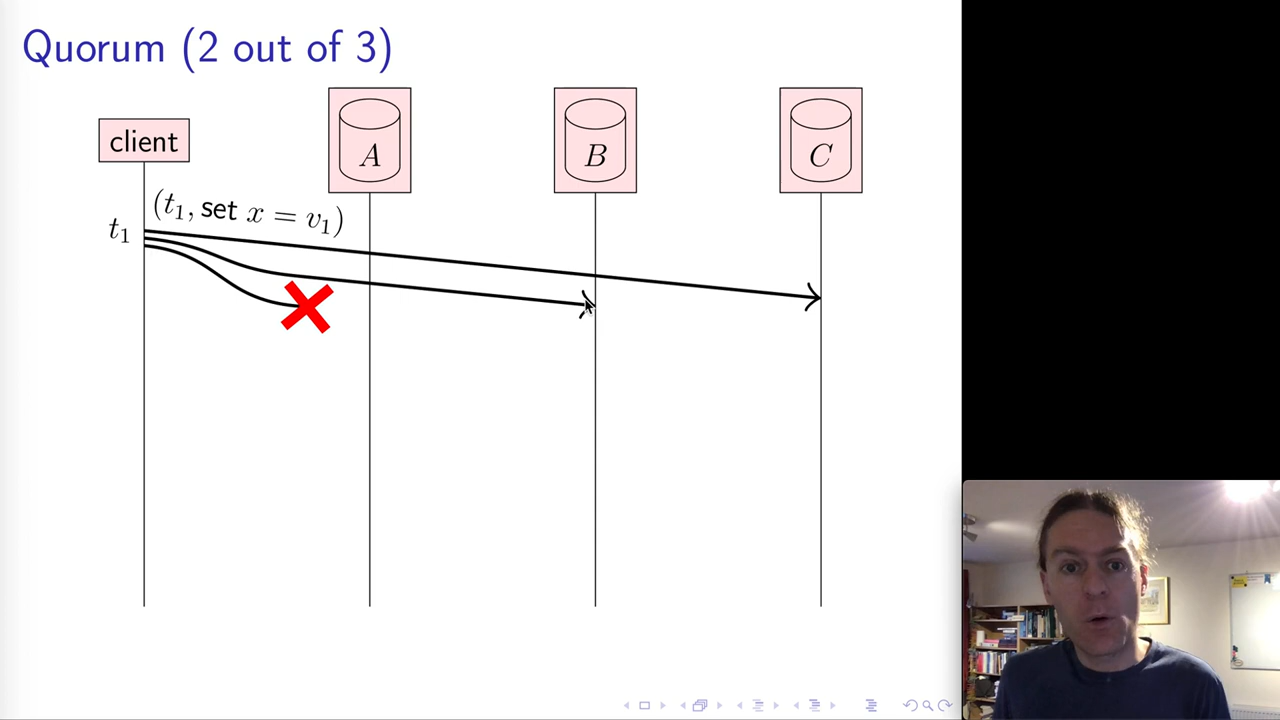 Quorum (2 out of 3)
client
A
B
C
(t₁, set x = v₁)
t₁